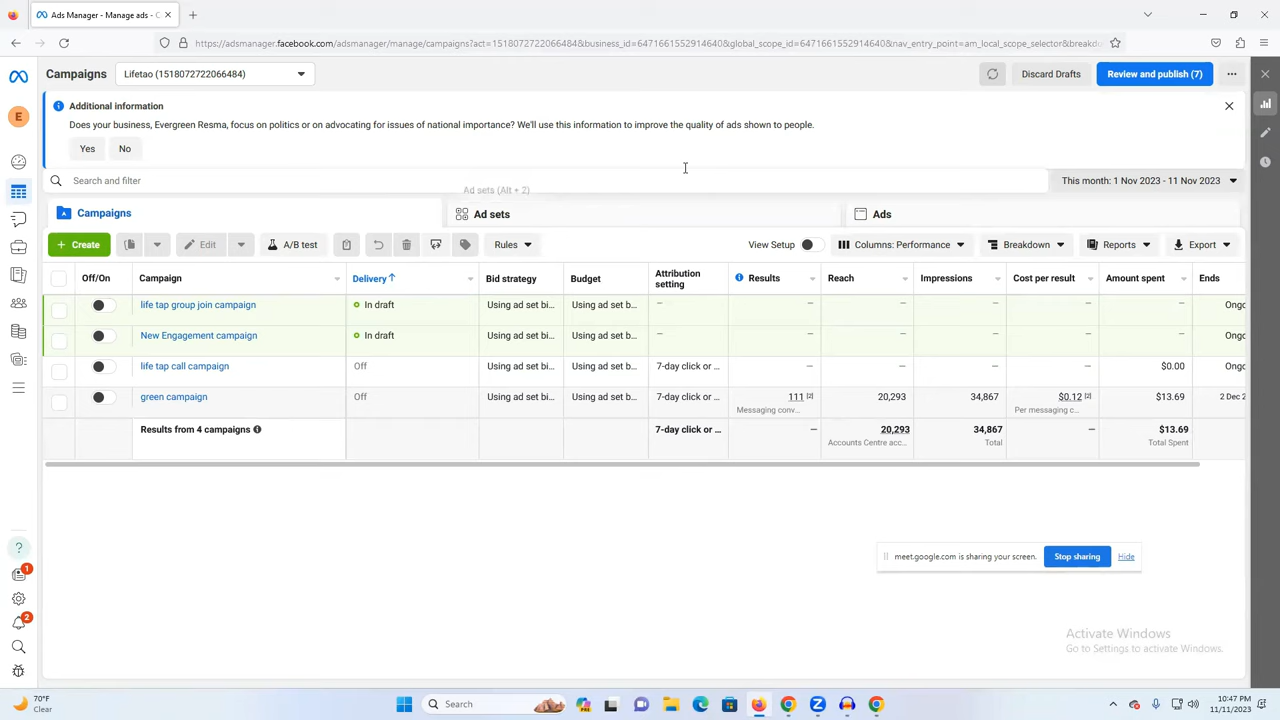 Ads Manager - Manage ads - C
https://adsmanager.facebook.com/adsmanager/manage/campaigns?act=1518072722066484&business_id=6471661552914640&global_scope_id=6471661552914640&nav_entry_point=am_local_scope_selector&breakdo
Campaigns
Lifetao (1518072722066484)
Discard Drafts
Review and publish (7)
Additional information
Does your business, Evergreen Resma, focus on politics or on advocating for issues of national importance? We'll use this information to improve the quality of ads shown to people.
Yes
No
E
Search and filter
Ad sets (Alt + 2)
This month: 1 Nov 2023 - 11 Nov 2023
Campaigns
Ad sets
Ads
+ Create
Edit
A/B test
Rules
View Setup
Columns: Performance
Breakdown
Reports
Export
Off/On Campaign Delivery ↑ Bid strategy Budget Attribution setting Results Reach Impressions Cost per result Amount spent Ends
life tap group join campaign In draft Using ad set bi... Using ad set b... — — — — — — Ongo
New Engagement campaign In draft Using ad set bi... Using ad set b... — — — — — — Ongo
life tap call campaign Off Using ad set bi... Using ad set b... 7-day click or ... — — — — $0.00 Ongo
green campaign Off Using ad set bi... Using ad set b... 7-day click or ... 111 [2] 20,293 34,867 $0.12 [2] $13.69 2 Dec 2
Messaging conv... Per messaging c...
Results from 4 campaigns 7-day click or ... — 20,293 34,867 — $13.69
Accounts Centre acc... Total Total Spent
meet.google.com is sharing your screen.
Stop sharing
Hide
?
1
2
Activate Windows
Go to Settings to activate Windows.
70°F
Clear
Search
10:47 PM
11/11/2023